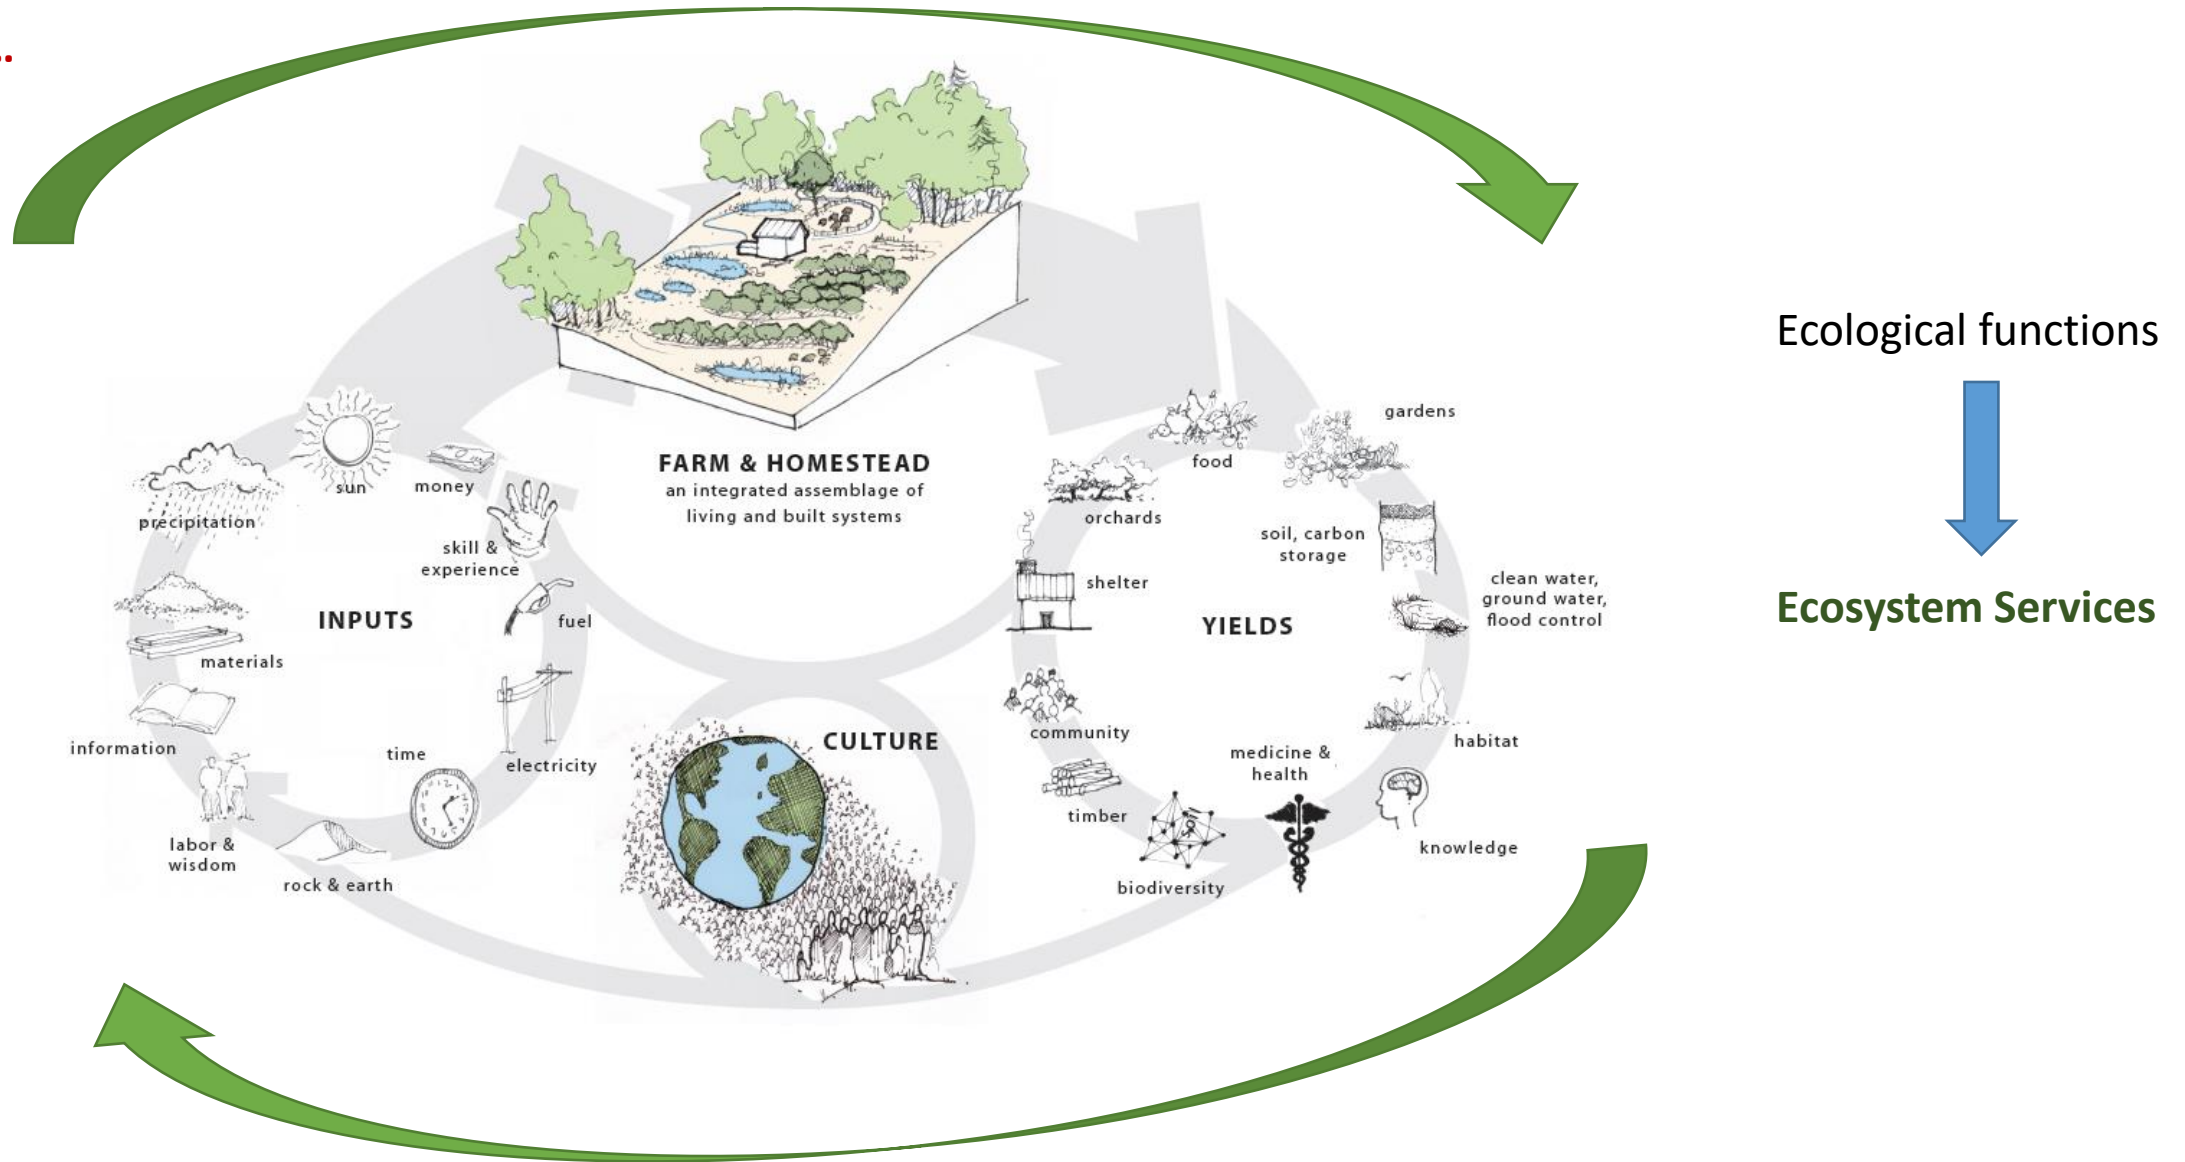 ..
FARM & HOMESTEAD
an integrated assemblage of
living and built systems
sun
money
precipitation
skill &
experience
INPUTS
fuel
materials
information
time
electricity
labor &
wisdom
rock & earth
CULTURE
food
gardens
orchards
soil, carbon
storage
shelter
clean water,
ground water,
flood control
YIELDS
community
habitat
medicine &
health
timber
knowledge
biodiversity
Ecological functions
Ecosystem Services